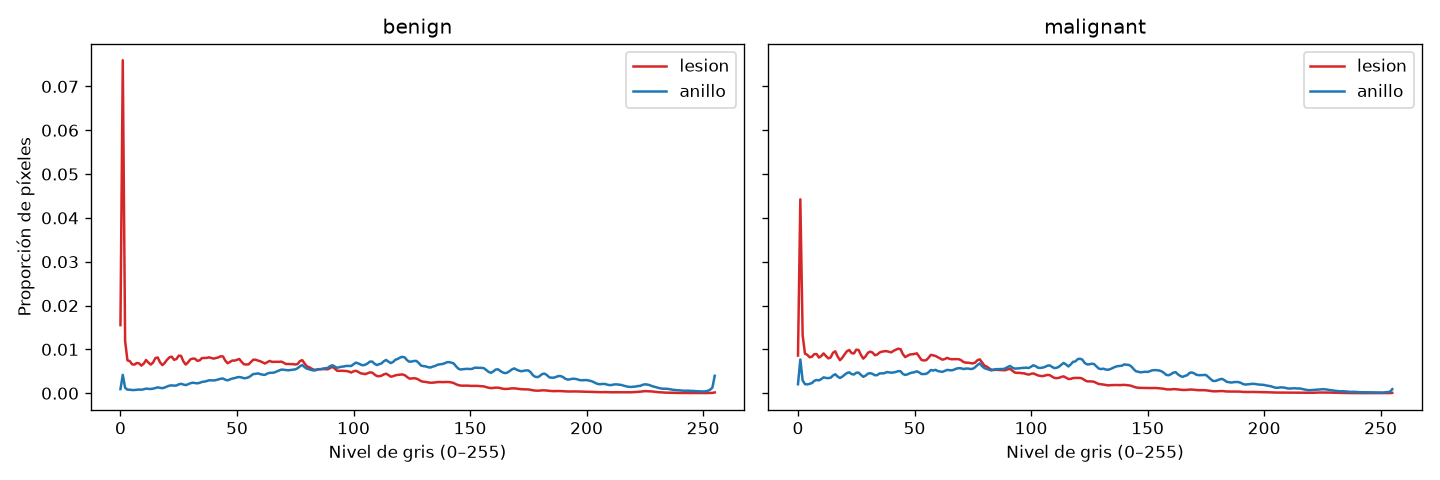 benign
malignant
lesion
anillo
lesion
anillo
Proporción de píxeles
0.07
0.06
0.05
0.04
0.03
0.02
0.01
0.00
0 50 100 150 200 250
0 50 100 150 200 250
Nivel de gris (0–255)
Nivel de gris (0–255)